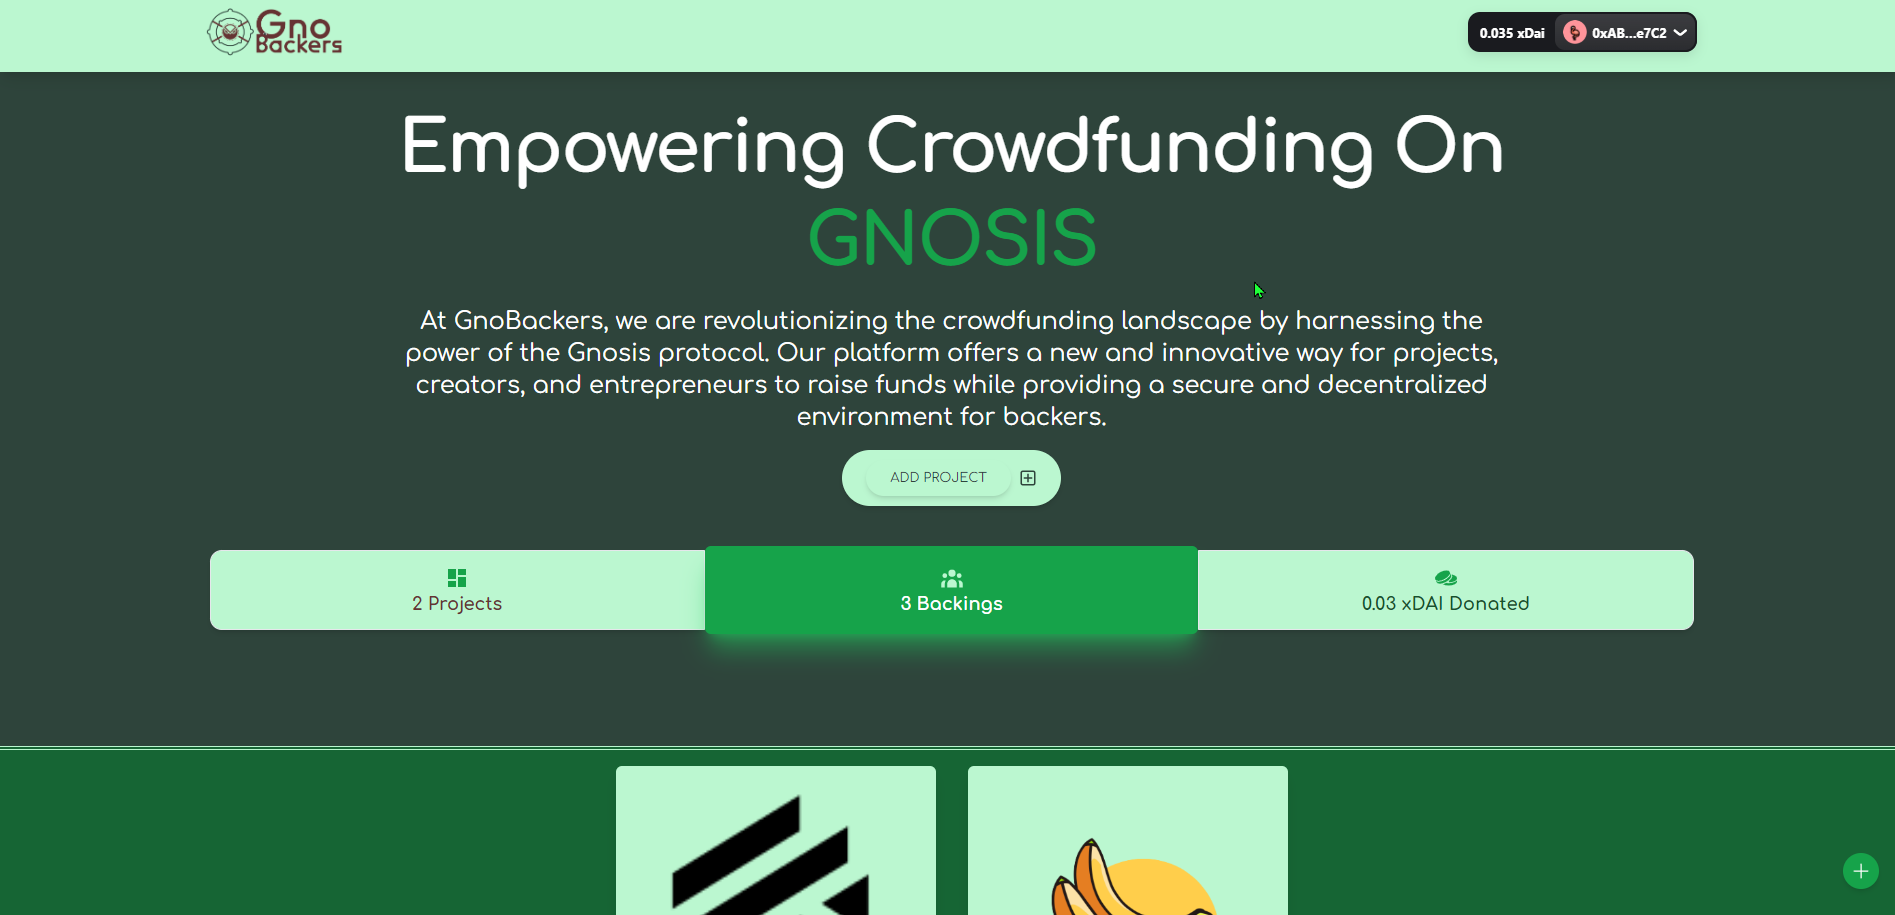 Gno
Backers
0.035 xDai
0xAB...e7C2
Empowering Crowdfunding On
GNOSIS
At GnoBackers, we are revolutionizing the crowdfunding landscape by harnessing the
power of the Gnosis protocol. Our platform offers a new and innovative way for projects,
creators, and entrepreneurs to raise funds while providing a secure and decentralized
environment for backers.
ADD PROJECT
2 Projects
3 Backings
0.03 xDAI Donated